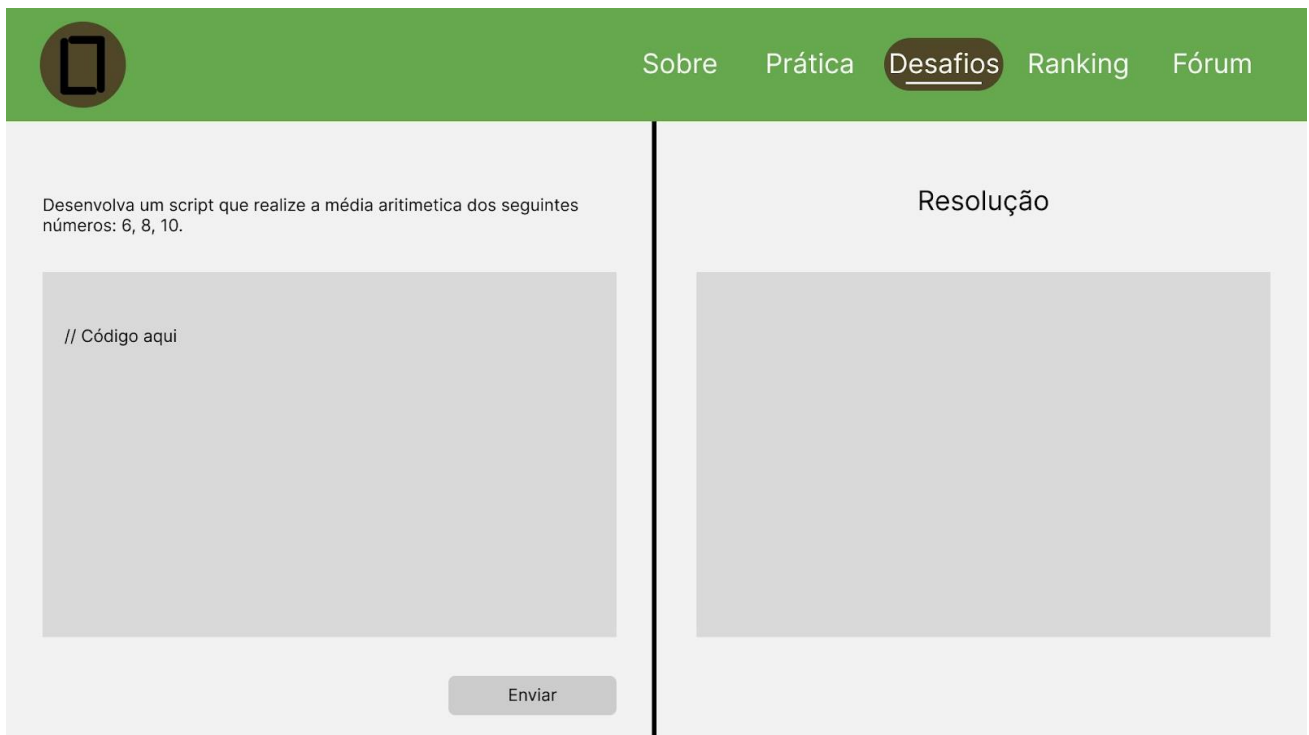 Sobre Prática Desafios Ranking Fórum
Desenvolva um script que realize a média aritimetica dos seguintes
números: 6, 8, 10.
// Código aqui
Enviar
Resolução